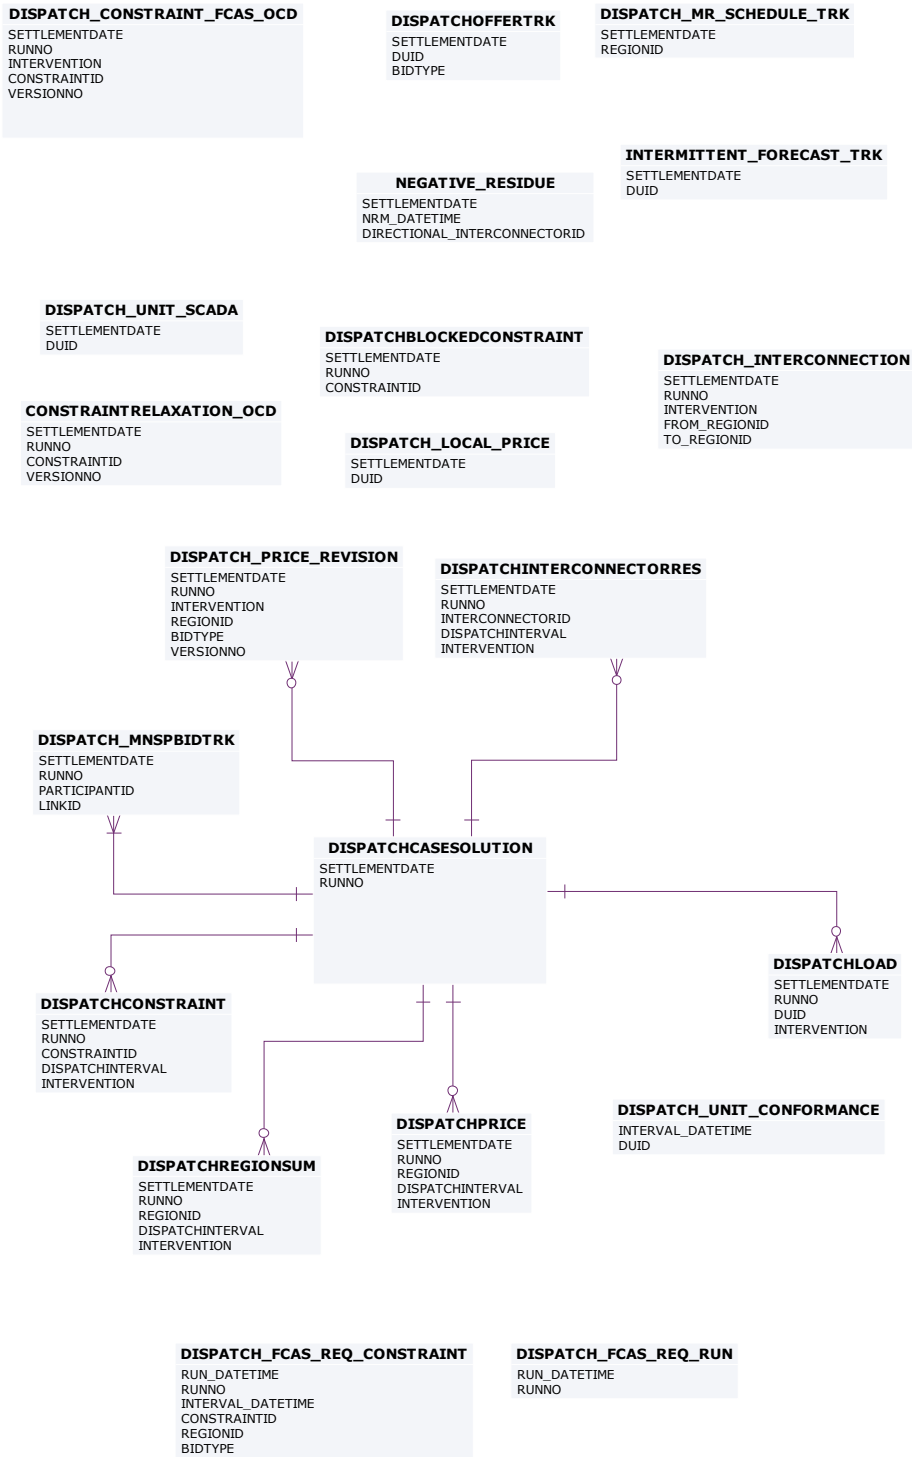 DISPATCH_CONSTRAINT_FCAS_OCD
SETTLEMENTDATE
RUNNO
INTERVENTION
CONSTRAINTID
VERSIONNO
DISPATCHOFFERTRK
SETTLEMENTDATE
DUID
BIDTYPE
DISPATCH_MR_SCHEDULE_TRK
SETTLEMENTDATE
REGIONID
INTERMITTENT_FORECAST_TRK
SETTLEMENTDATE
DUID
NEGATIVE_RESIDUE
SETTLEMENTDATE
NRM_DATETIME
DIRECTIONAL_INTERCONNECTORID
DISPATCH_UNIT_SCADA
SETTLEMENTDATE
DUID
DISPATCHBLOCKEDCONSTRAINT
SETTLEMENTDATE
RUNNO
CONSTRAINTID
DISPATCH_INTERCONNECTION
SETTLEMENTDATE
RUNNO
INTERVENTION
FROM_REGIONID
TO_REGIONID
CONSTRAINTRELAXATION_OCD
SETTLEMENTDATE
RUNNO
CONSTRAINTID
VERSIONNO
DISPATCH_LOCAL_PRICE
SETTLEMENTDATE
DUID
DISPATCH_PRICE_REVISION
SETTLEMENTDATE
RUNNO
INTERVENTION
REGIONID
BIDTYPE
VERSIONNO
DISPATCHINTERCONNECTORRES
SETTLEMENTDATE
RUNNO
INTERCONNECTORID
DISPATCHINTERVAL
INTERVENTION
DISPATCH_MNSPBIDTRK
SETTLEMENTDATE
RUNNO
PARTICIPANTID
LINKID
DISPATCHCASESOLUTION
SETTLEMENTDATE
RUNNO
DISPATCHLOAD
SETTLEMENTDATE
RUNNO
DUID
INTERVENTION
DISPATCHCONSTRAINT
SETTLEMENTDATE
RUNNO
CONSTRAINTID
DISPATCHINTERVAL
INTERVENTION
DISPATCH_UNIT_CONFORMANCE
INTERVAL_DATETIME
DUID
DISPATCHPRICE
SETTLEMENTDATE
RUNNO
REGIONID
DISPATCHINTERVAL
INTERVENTION
DISPATCHREGIONSUM
SETTLEMENTDATE
RUNNO
REGIONID
DISPATCHINTERVAL
INTERVENTION
DISPATCH_FCAS_REQ_CONSTRAINT
RUN_DATETIME
RUNNO
INTERVAL_DATETIME
CONSTRAINTID
REGIONID
BIDTYPE
DISPATCH_FCAS_REQ_RUN
RUN_DATETIME
RUNNO